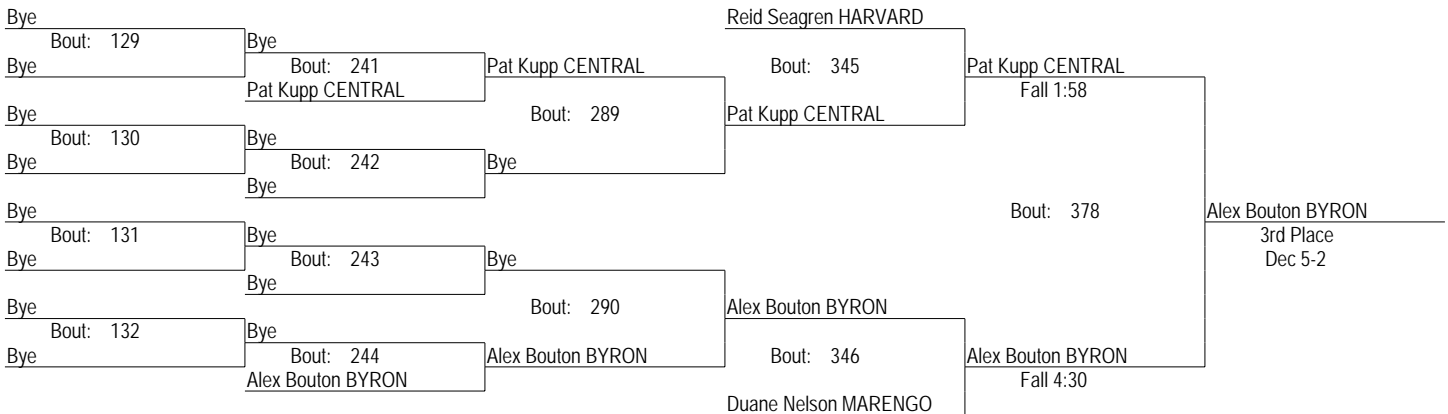 Bye
Reid Seagren HARVARD
Bout: 129
Bye
Bye
Bout: 241
Pat Kupp CENTRAL
Bout: 345
Pat Kupp CENTRAL
Pat Kupp CENTRAL
Fall 1:58
Bye
Bout: 289
Pat Kupp CENTRAL
Bout: 130
Bye
Bye
Bout: 242
Bye
Bye
Bye
Bout: 378
Alex Bouton BYRON
Bout: 131
Bye
3rd Place
Bye
Bout: 243
Bye
Dec 5-2
Bye
Bye
Bout: 290
Alex Bouton BYRON
Bout: 132
Bye
Bye
Bout: 244
Alex Bouton BYRON
Bout: 346
Alex Bouton BYRON
Alex Bouton BYRON
Fall 4:30
Duane Nelson MARENGO